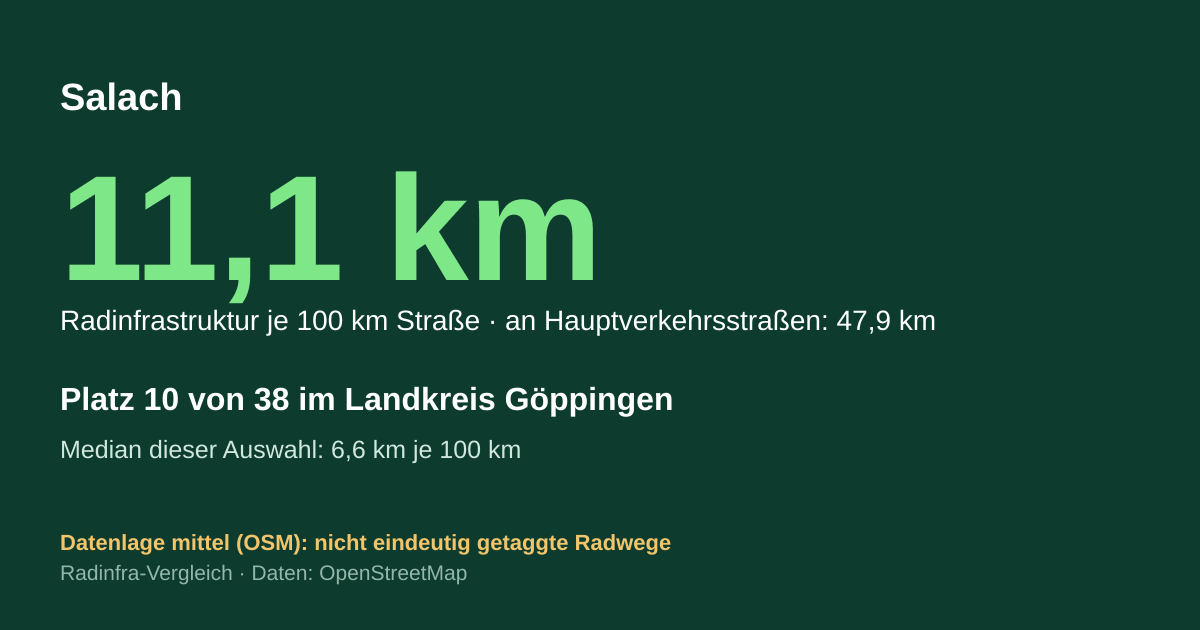 Salach
11,1 km
Radinfrastruktur je 100 km Straße · an Hauptverkehrsstraßen: 47,9 km
Platz 10 von 38 im Landkreis Göppingen
Median dieser Auswahl: 6,6 km je 100 km
Datenlage mittel (OSM): nicht eindeutig getaggte Radwege
Radinfra-Vergleich · Daten: OpenStreetMap